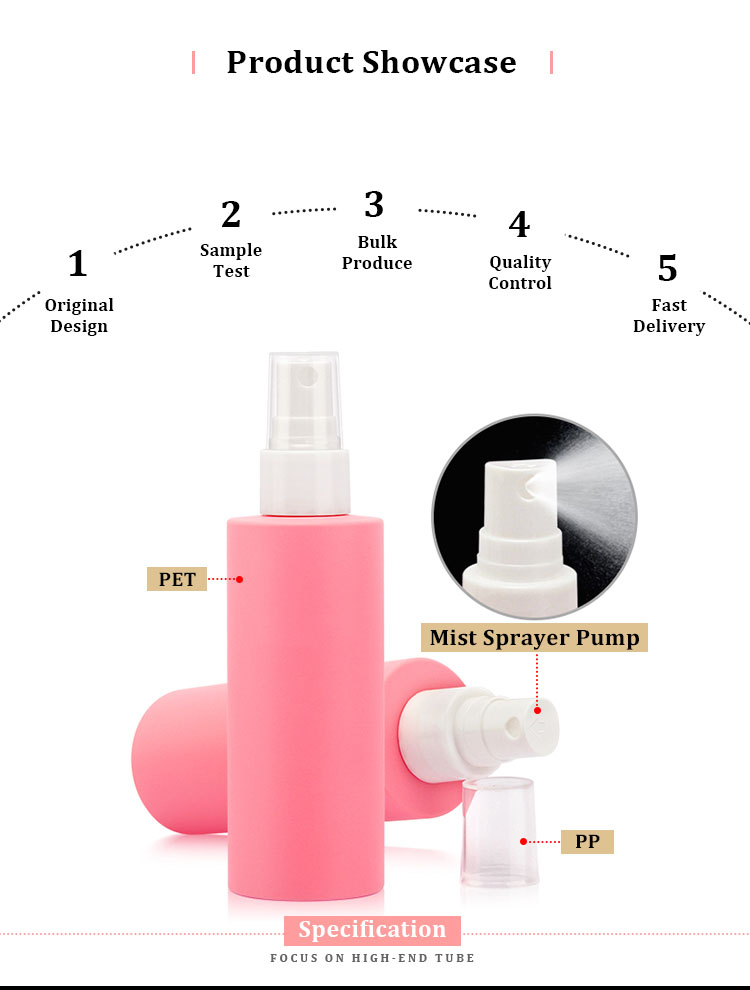 Product Showcase
1
Original
Design
2
Sample
Test
3
Bulk
Produce
4
Quality
Control
5
Fast
Delivery
PET
Mist Sprayer Pump
PP
Specification
FOCUS ON HIGH-END TUBE